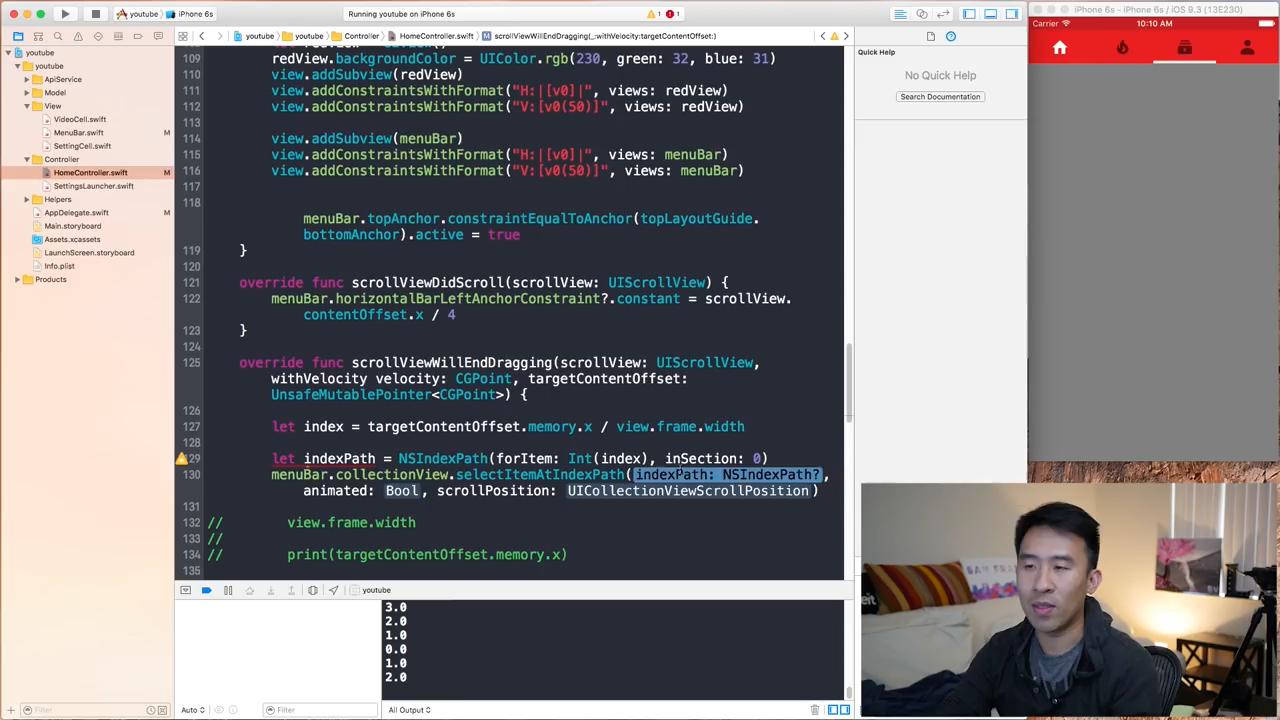 youtube
iPhone 6s
Running youtube on iPhone 6s
1
1
iPhone 6s - iPhone 6s / iOS 9.3 (13E230)
Carrier
10:10 AM
youtube
youtube
Controller
HomeController.swift
scrollViewWillEndDragging(_:withVelocity:targetContentOffset:)
Quick Help
No Quick Help
Search Documentation
youtube
youtube
ApiService
Model
View
VideoCell.swift
MenuBar.swift M
SettingCell.swift
Controller
HomeController.swift M
SettingsLauncher.swift
Helpers
AppDelegate.swift M
Main.storyboard
Assets.xcassets
LaunchScreen.storyboard
Info.plist
Products
109 redView.backgroundColor = UIColor.rgb(230, green: 32, blue: 31)
110 view.addSubview(redView)
111 view.addConstraintsWithFormat("H:|[v0]|", views: redView)
112 view.addConstraintsWithFormat("V:[v0(50)]", views: redView)
113
114 view.addSubview(menuBar)
115 view.addConstraintsWithFormat("H:|[v0]|", views: menuBar)
116 view.addConstraintsWithFormat("V:[v0(50)]", views: menuBar)
117
118
menuBar.topAnchor.constraintEqualToAnchor(topLayoutGuide.
bottomAnchor).active = true
119 }
120
121 override func scrollViewDidScroll(scrollView: UIScrollView) {
122 menuBar.horizontalBarLeftAnchorConstraint?.constant = scrollView.
contentOffset.x / 4
123 }
124
125 override func scrollViewWillEndDragging(scrollView: UIScrollView,
withVelocity velocity: CGPoint, targetContentOffset:
UnsafeMutablePointer<CGPoint>) {
126
127 let index = targetContentOffset.memory.x / view.frame.width
128
29 let indexPath = NSIndexPath(forItem: Int(index), inSection: 0)
130 menuBar.collectionView.selectItemAtIndexPath(indexPath: NSIndexPath?,
animated: Bool, scrollPosition: UICollectionViewScrollPosition)
131
132 // view.frame.width
133 //
134 // print(targetContentOffset.memory.x)
135
youtube
3.0
2.0
1.0
0.0
1.0
2.0
Filter
Auto
Filter
All Output